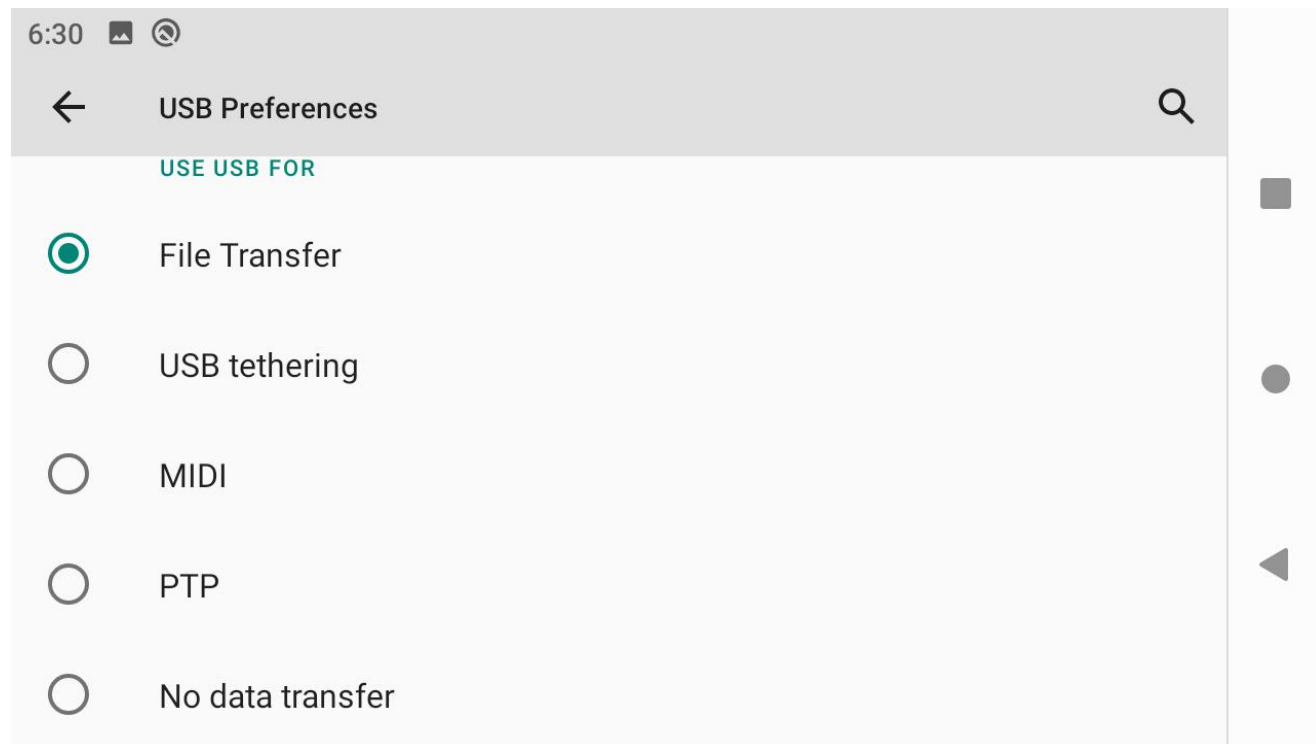 6:30
USB Preferences
USE USB FOR
File Transfer
USB tethering
MIDI
PTP
No data transfer